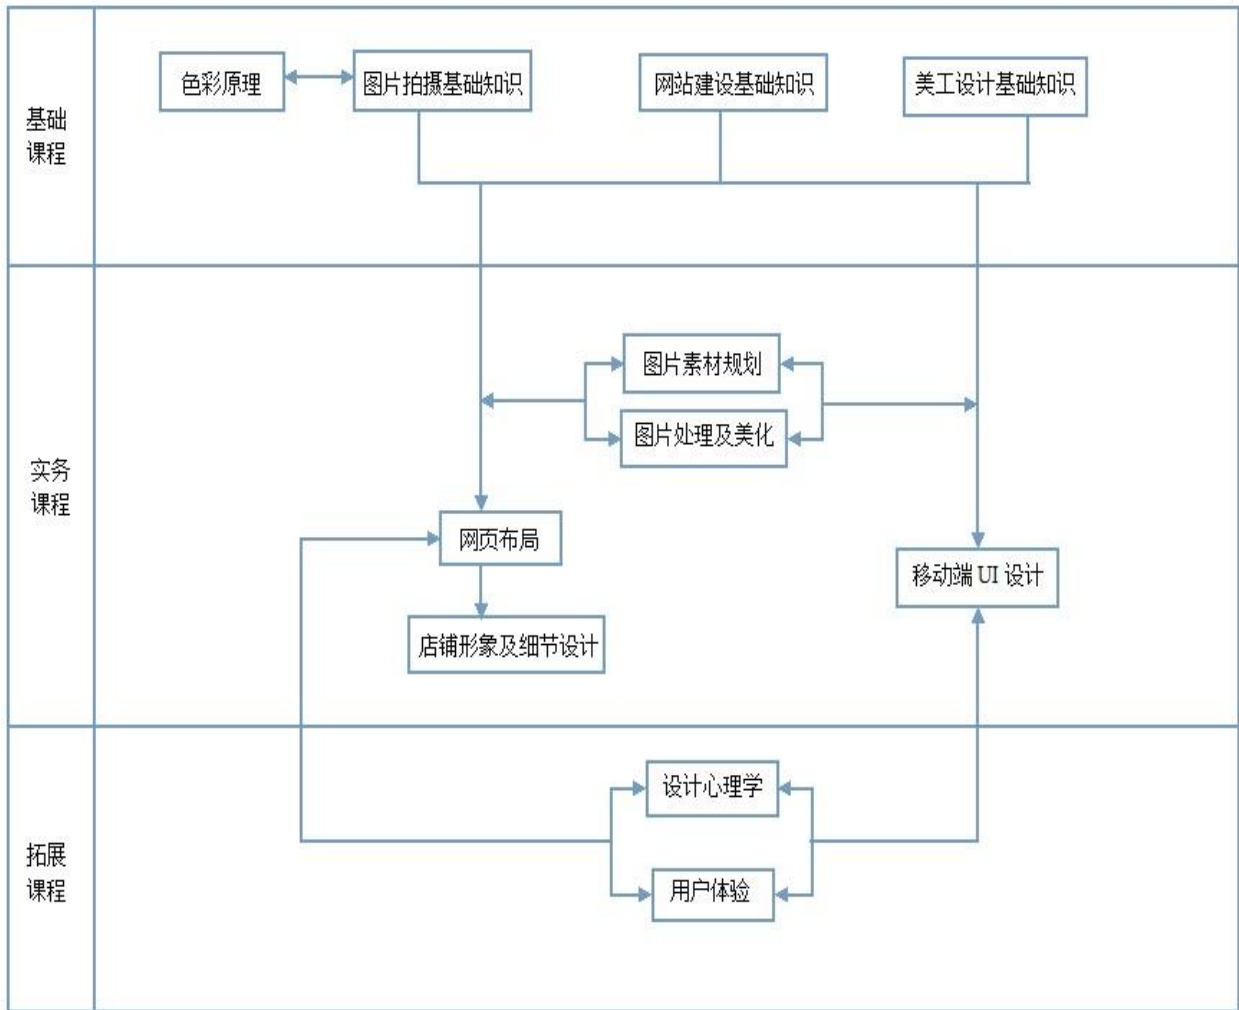 色彩原理
图片拍摄基础知识
网站建设基础知识
美工设计基础知识
基础
课程
图片素材规划
图片处理及美化
实务
课程
网页布局
移动端 UI 设计
店铺形象及细节设计
设计心理学
拓展
课程
用户体验